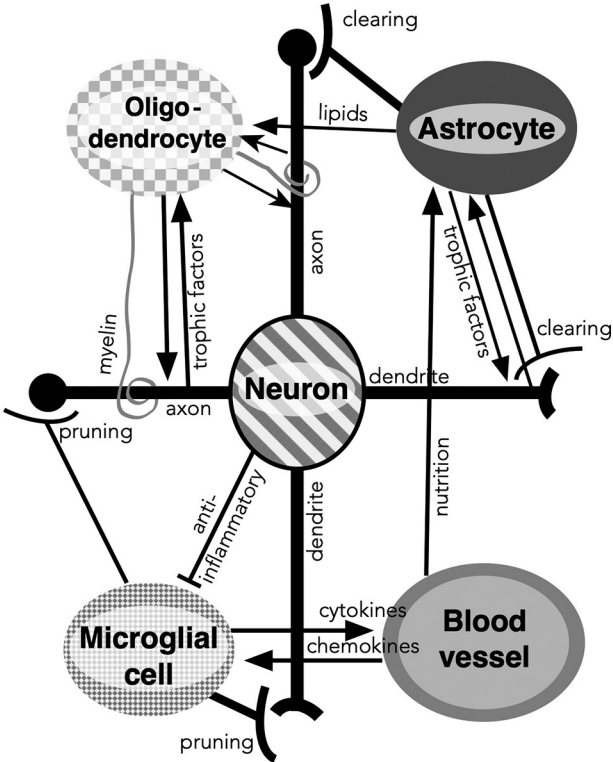 clearing
Oligo-
dendrocyte
lipids
Astrocyte
axon
trophic factors
trophic factors
myelin
clearing
Neuron
dendrite
axon
pruning
anti-
inflammatory
dendrite
nutrition
Microglial
cell
cytokines
chemokines
Blood
vessel
pruning